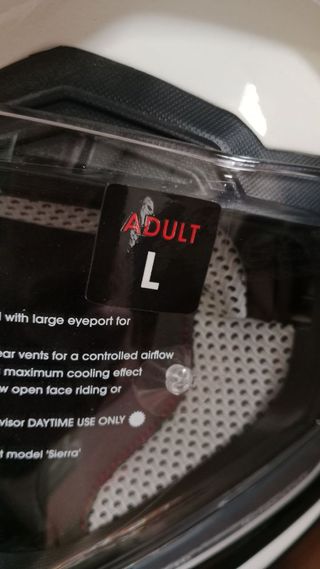 ADULT
L
with large eyeport for
ear vents for a controlled airflow
maximum cooling effect
w open face riding or
visor DAYTIME USE ONLY
t model 'Sierra'